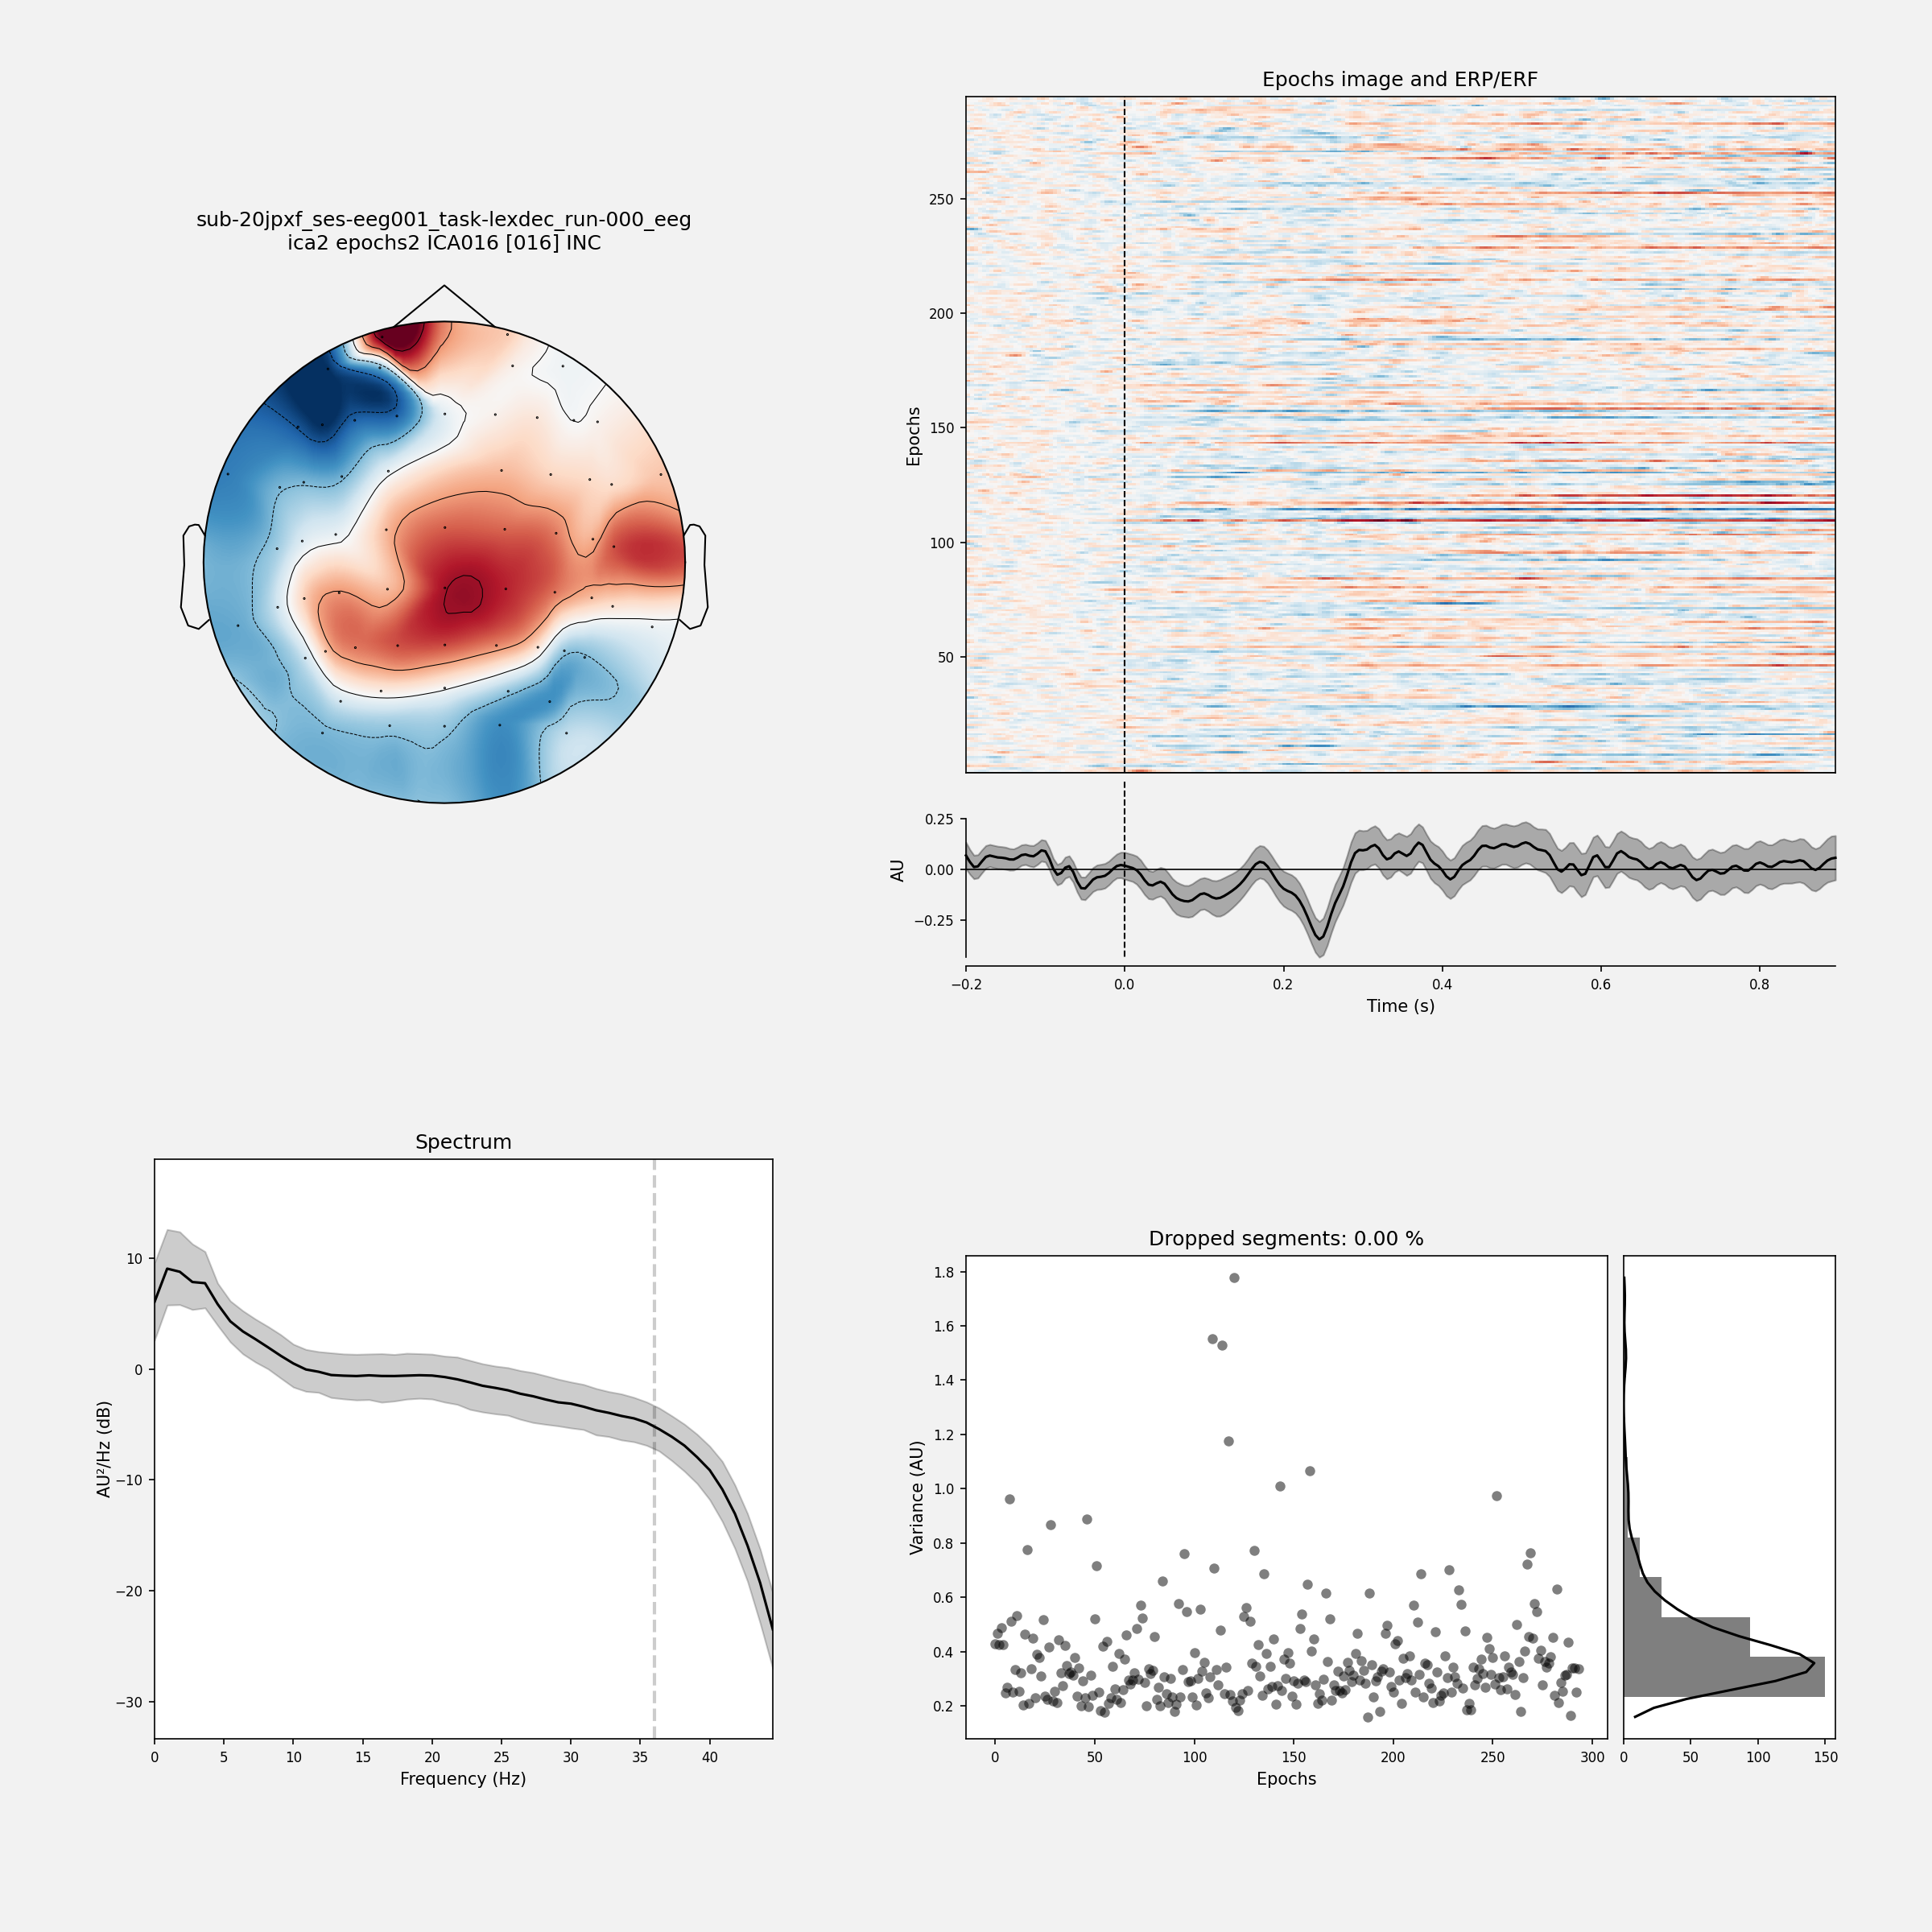 sub-20jpxf_ses-eeg001_task-lexdec_run-000_eeg
ica2 epochs2 ICA016 [016] INC
Epochs image and ERP/ERF
Epochs
250
200
150
100
50
AU
0.25
0.00
−0.25
−0.2 0.0 0.2 0.4 0.6 0.8
Time (s)
Spectrum
AU²/Hz (dB)
10
0
−10
−20
−30
0 5 10 15 20 25 30 35 40
Frequency (Hz)
Dropped segments: 0.00 %
Variance (AU)
1.8
1.6
1.4
1.2
1.0
0.8
0.6
0.4
0.2
0 50 100 150 200 250 300
Epochs
0 50 100 150